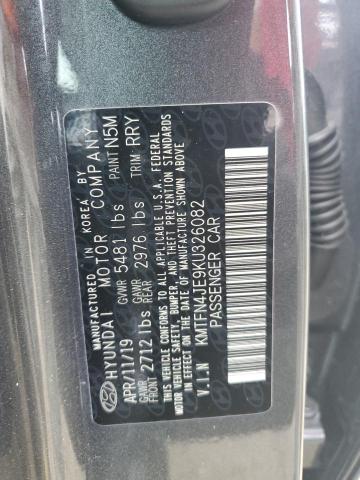 MANUFACTURED IN KOREA BY
HYUNDAI MOTOR COMPANY
APR/11/19 GVWR 5481 lbs PAINT N5M
GAWR FRONT 2712 lbs GAWR REAR 2976 lbs TRIM RRY
THIS VEHICLE CONFORMS TO ALL APPLICABLE U.S.A. FEDERAL
MOTOR VEHICLE SAFETY, BUMPER, AND THEFT PREVENTION STANDARDS
IN EFFECT ON THE DATE OF MANUFACTURE SHOWN ABOVE.
V.I.N KMTFN4JE9KU926082
PASSENGER CAR